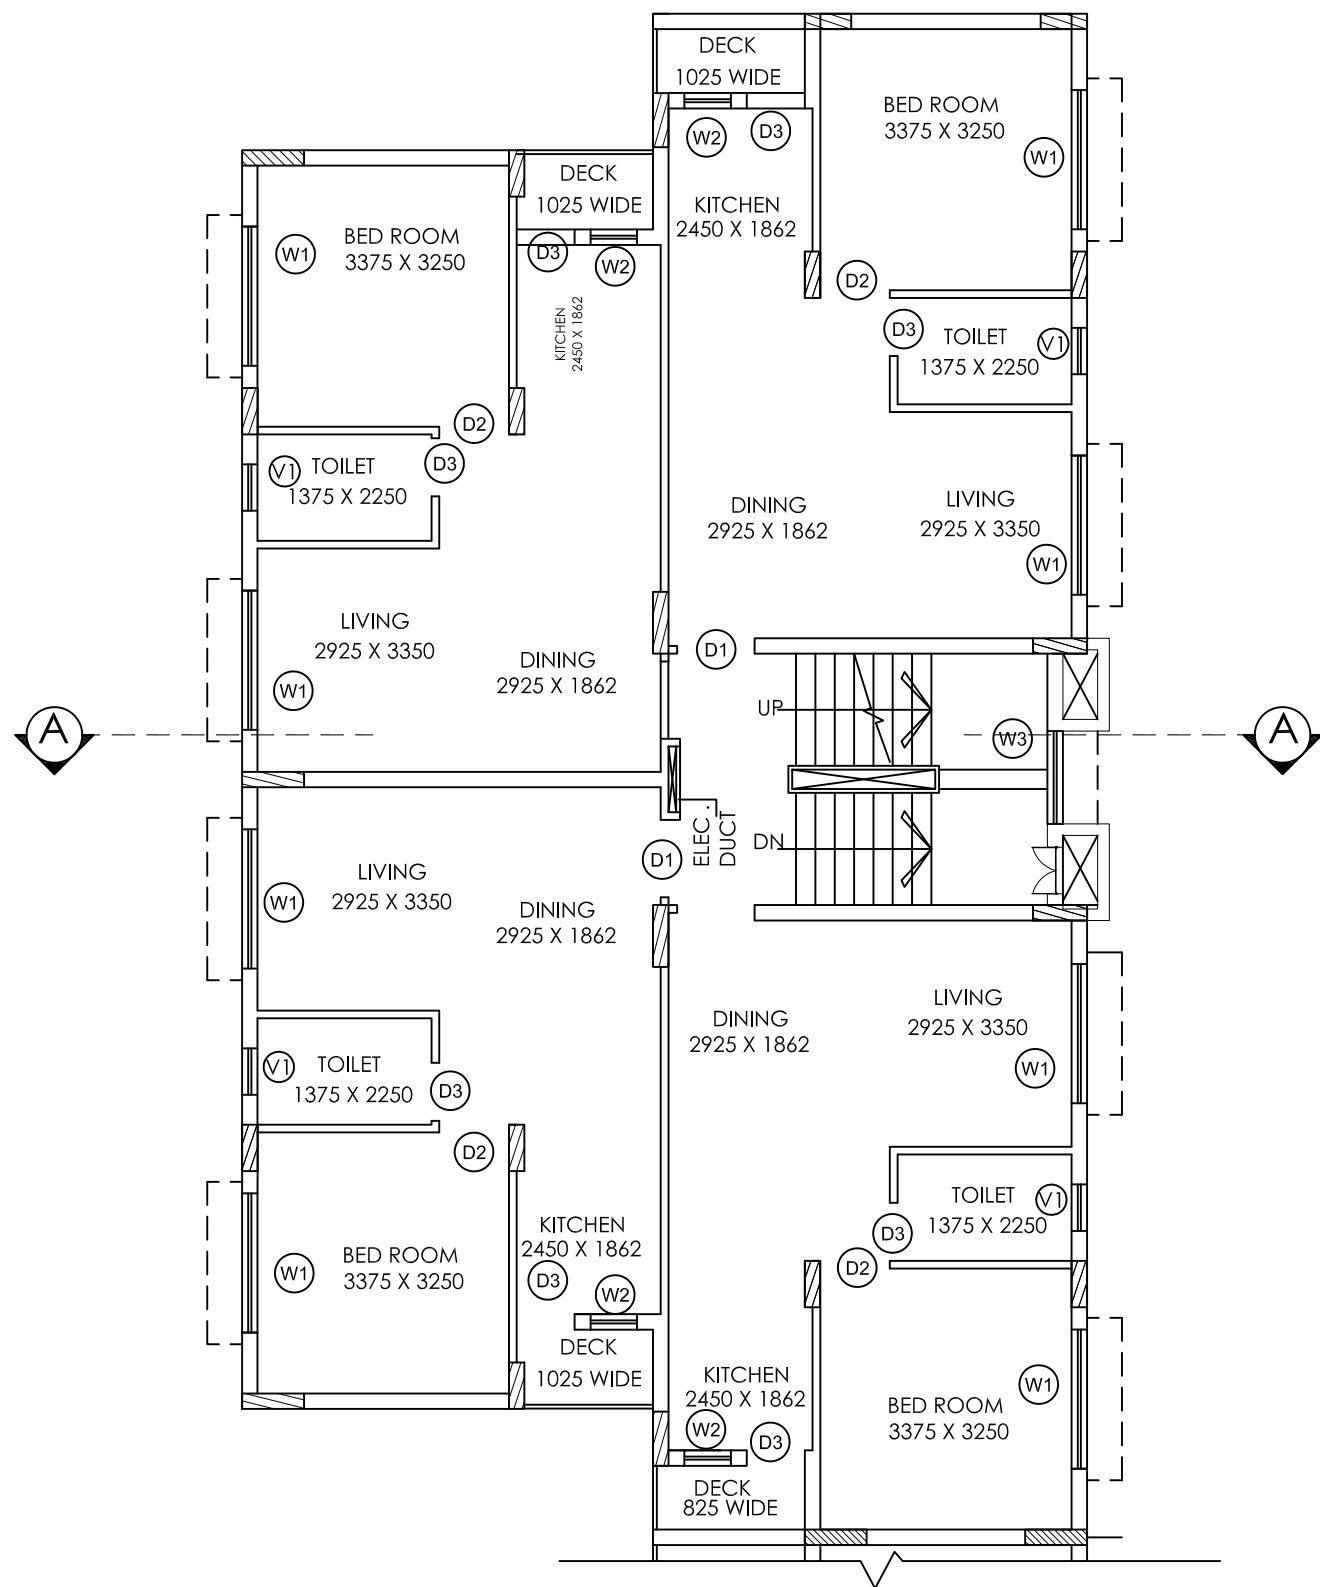 DECK
1025 WIDE
BED ROOM
3375 X 3250
W2
D3
W1
DECK
1025 WIDE
KITCHEN
2450 X 1862
BED ROOM
3375 X 3250
W1
D3
W2
D2
KITCHEN
2450 X 1862
D3
TOILET
1375 X 2250
V1
D2
D3
TOILET
1375 X 2250
V1
DINING
2925 X 1862
LIVING
2925 X 3350
W1
LIVING
2925 X 3350
DINING
2925 X 1862
W1
D1
UP
A
W3
A
ELEC.
DUCT
DN
D1
LIVING
2925 X 3350
W1
DINING
2925 X 1862
LIVING
2925 X 3350
DINING
2925 X 1862
W1
TOILET
1375 X 2250
V1
D3
D2
TOILET
1375 X 2250
V1
D3
D2
KITCHEN
2450 X 1862
BED ROOM
3375 X 3250
W1
D3
W2
DECK
1025 WIDE
KITCHEN
2450 X 1862
W1
BED ROOM
3375 X 3250
W2
D3
DECK
825 WIDE